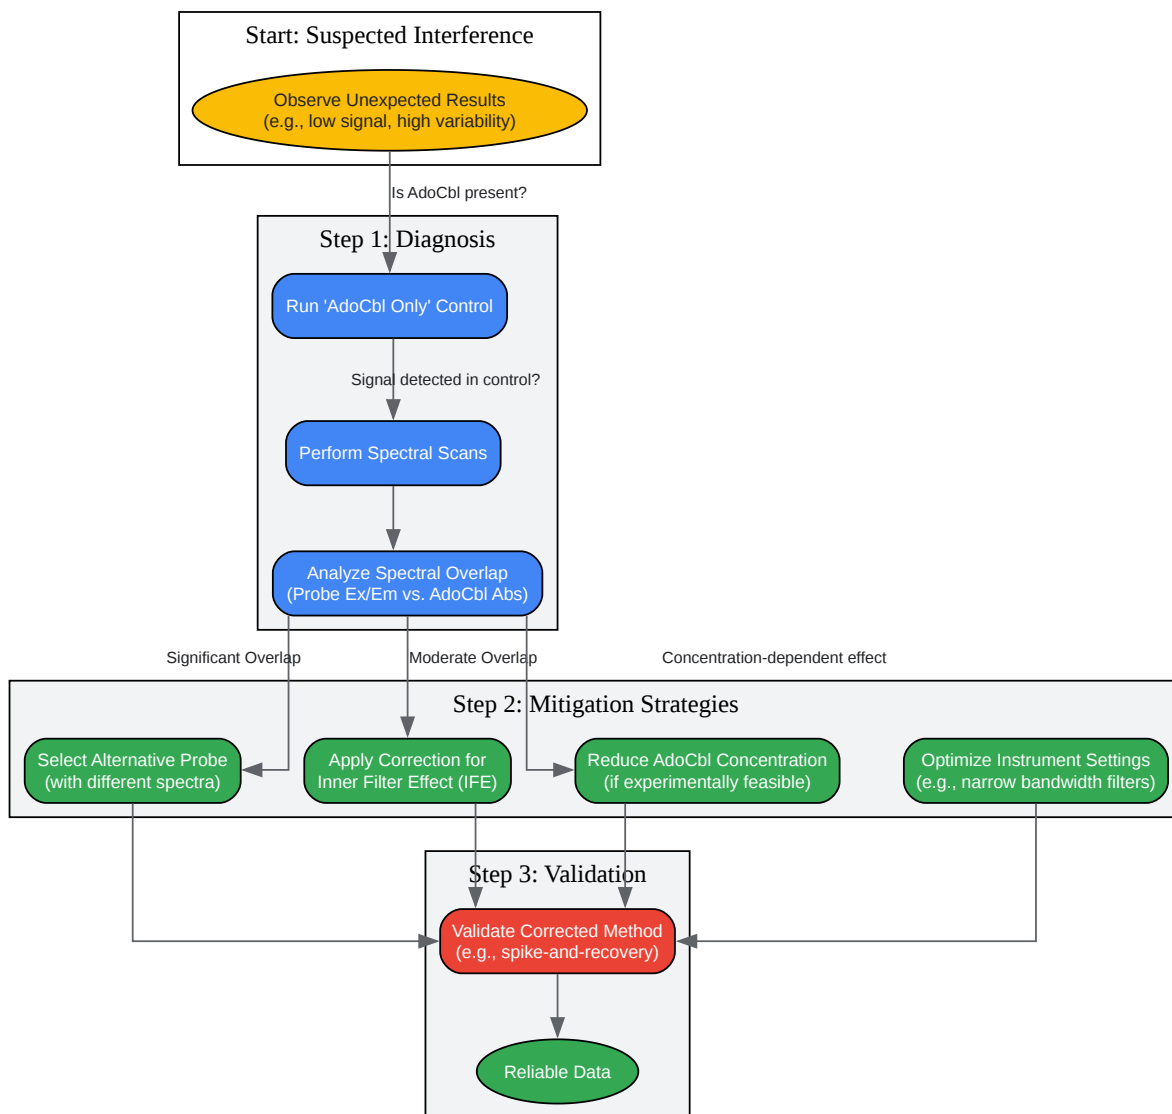 Start: Suspected Interference
Observe Unexpected Results
(e.g., low signal, high variability)
Is AdoCbl present?
Step 1: Diagnosis
Run 'AdoCbl Only' Control
Signal detected in control?
Perform Spectral Scans
Analyze Spectral Overlap
(Probe Ex/Em vs. AdoCbl Abs)
Significant Overlap
Moderate Overlap
Concentration-dependent effect
Step 2: Mitigation Strategies
Select Alternative Probe
(with different spectra)
Apply Correction for
Inner Filter Effect (IFE)
Reduce AdoCbl Concentration
(if experimentally feasible)
Optimize Instrument Settings
(e.g., narrow bandwidth filters)
Step 3: Validation
Validate Corrected Method
(e.g., spike-and-recovery)
Reliable Data